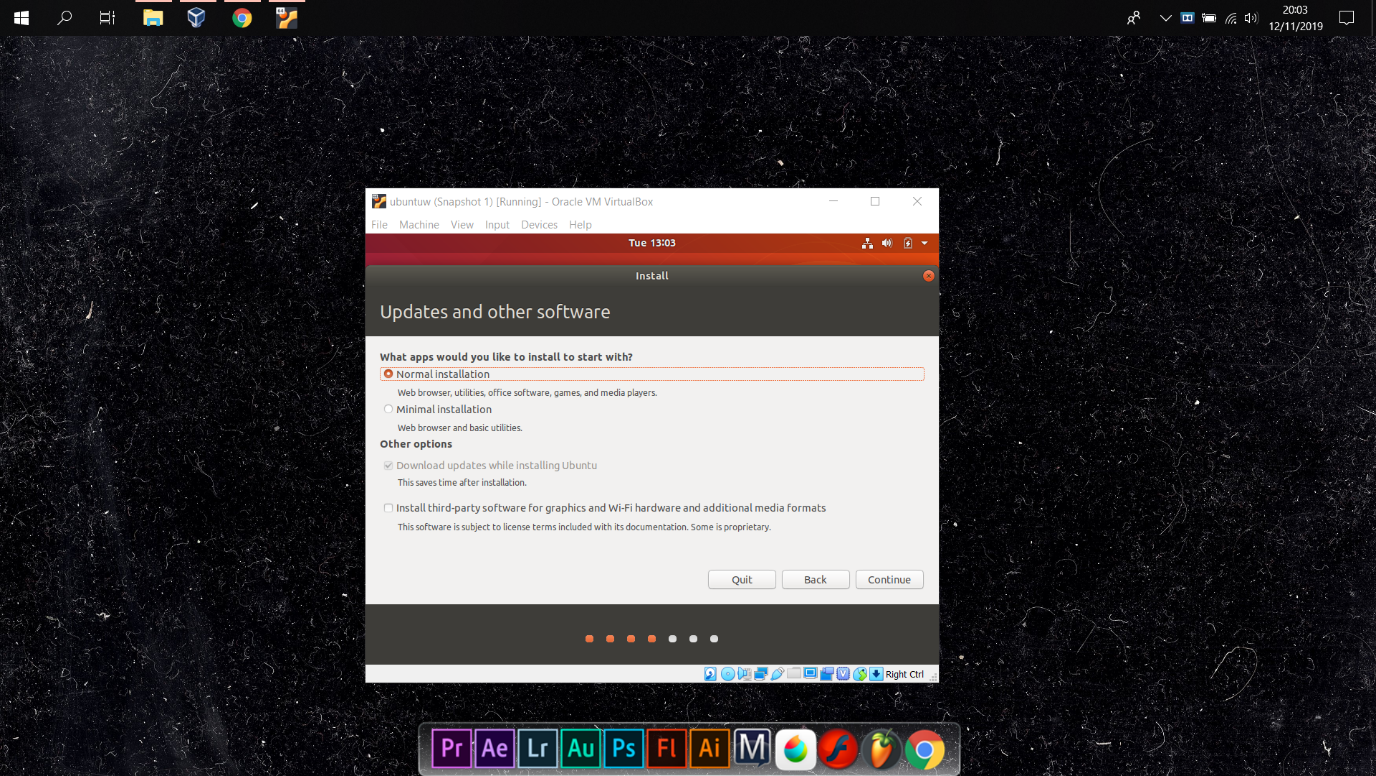 20:03
12/11/2019
ubuntuw (Snapshot 1) [Running] - Oracle VM VirtualBox
File Machine View Input Devices Help
Tue 13:03
Install
Updates and other software
What apps would you like to install to start with?
Normal installation
Web browser, utilities, office software, games, and media players.
Minimal installation
Web browser and basic utilities.
Other options
Download updates while installing Ubuntu
This saves time after installation.
Install third-party software for graphics and Wi-Fi hardware and additional media formats
This software is subject to license terms included with its documentation. Some is proprietary.
Quit Back Continue
Right Ctrl
Pr Ae Lr Au Ps Fl Ai M